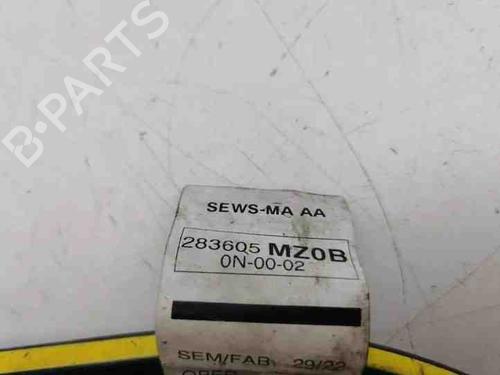 B-PARTS
SEWS-MA AA
283605 MZ0B
0N-00-02
SEM/FAB: 29/22